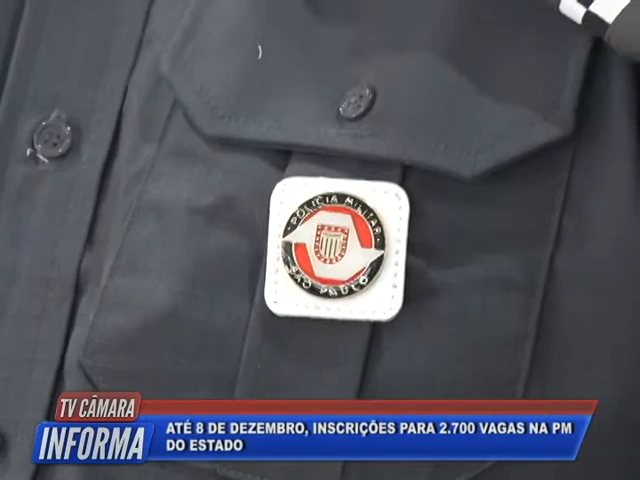 POLÍCIA MILITAR
SÃO PAULO
TV CÂMARA
INFORMA
ATÉ 8 DE DEZEMBRO, INSCRIÇÕES PARA 2.700 VAGAS NA PM
DO ESTADO